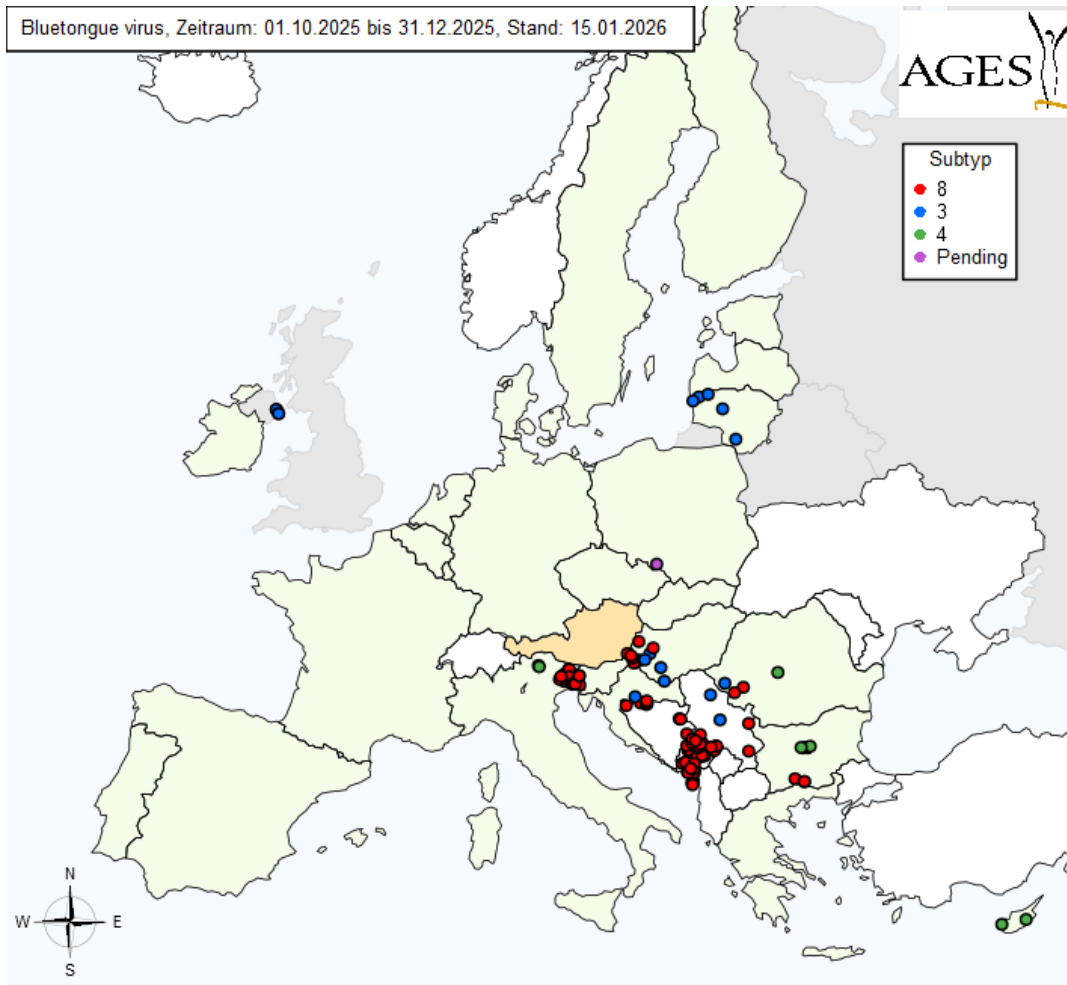 Bluetongue virus, Zeitraum: 01.10.2025 bis 31.12.2025, Stand: 15.01.2026
AGES
Subtyp
8
3
4
Pending
N
W E
S